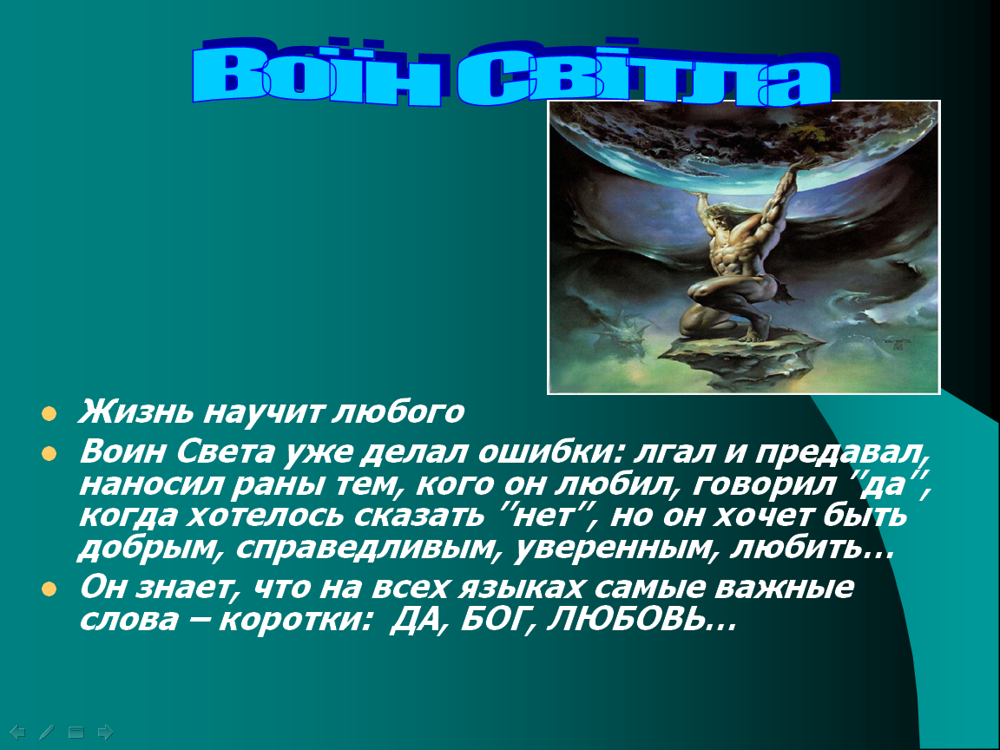 Воїн Світла
Жизнь научит любого
Воин Света уже делал ошибки: лгал и предавал,
наносил раны тем, кого он любил, говорил ″да″,
когда хотелось сказать ″нет″, но он хочет быть
добрым, справедливым, уверенным, любить…
Он знает, что на всех языках самые важные
слова – коротки:  ДА, БОГ, ЛЮБОВЬ…